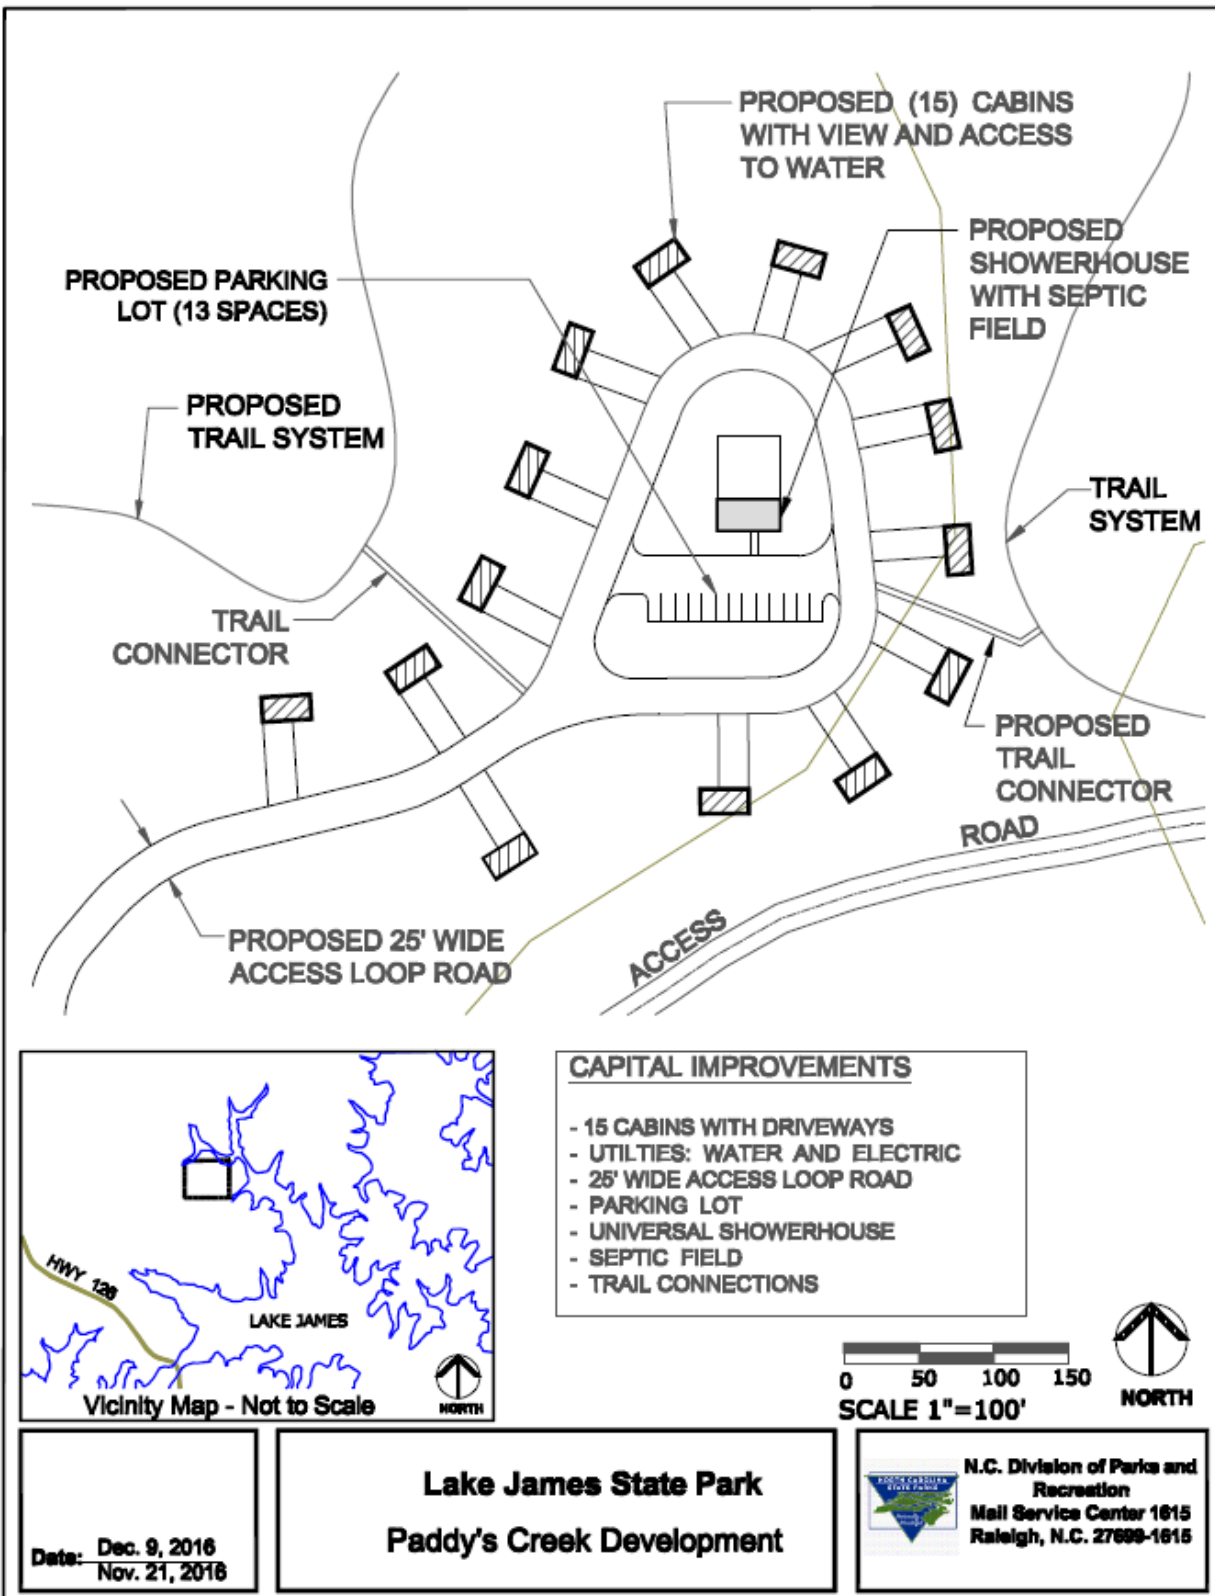 PROPOSED (15) CABINS
WITH VIEW AND ACCESS
TO WATER
PROPOSED
SHOWERHOUSE
WITH SEPTIC
FIELD
PROPOSED PARKING
LOT (13 SPACES)
PROPOSED
TRAIL SYSTEM
TRAIL
SYSTEM
TRAIL
CONNECTOR
PROPOSED
TRAIL
CONNECTOR
ACCESS ROAD
PROPOSED 25' WIDE
ACCESS LOOP ROAD
HWY 126
LAKE JAMES
Vicinity Map - Not to Scale
NORTH
CAPITAL IMPROVEMENTS
- 15 CABINS WITH DRIVEWAYS
- UTILTIES: WATER AND ELECTRIC
- 25' WIDE ACCESS LOOP ROAD
- PARKING LOT
- UNIVERSAL SHOWERHOUSE
- SEPTIC FIELD
- TRAIL CONNECTIONS
0 50 100 150
SCALE 1"=100'
NORTH
Date: Dec. 9, 2016
Nov. 21, 2016
Lake James State Park
Paddy's Creek Development
NORTH CAROLINA
STATE PARKS
N.C. Division of Parks and
Recreation
Mail Service Center 1615
Raleigh, N.C. 27699-1615